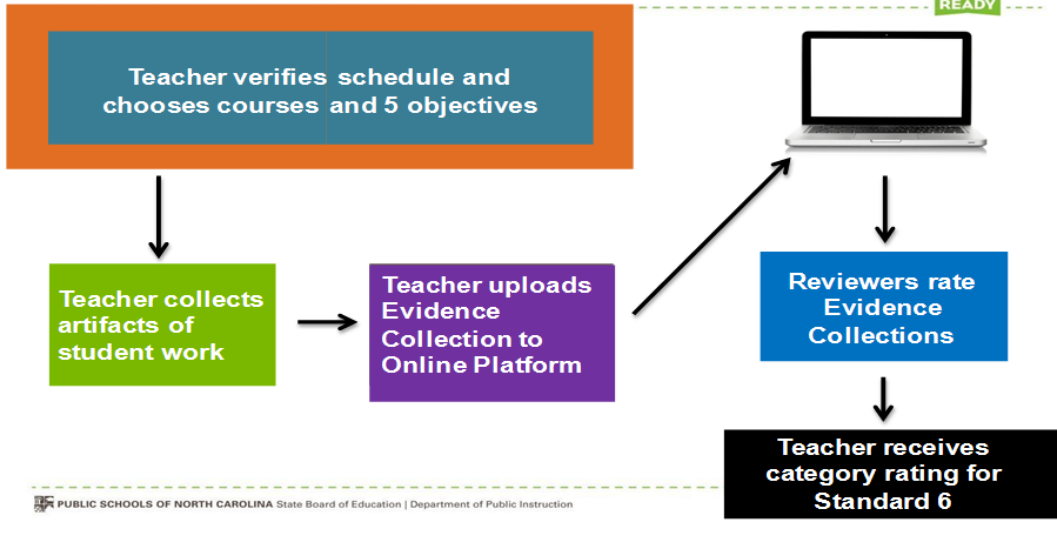 READY
Teacher verifies schedule and
chooses courses and 5 objectives
Teacher collects
artifacts of
student work
Teacher uploads
Evidence
Collection to
Online Platform
Reviewers rate
Evidence
Collections
Teacher receives
category rating for
Standard 6
PUBLIC SCHOOLS OF NORTH CAROLINA State Board of Education | Department of Public Instruction